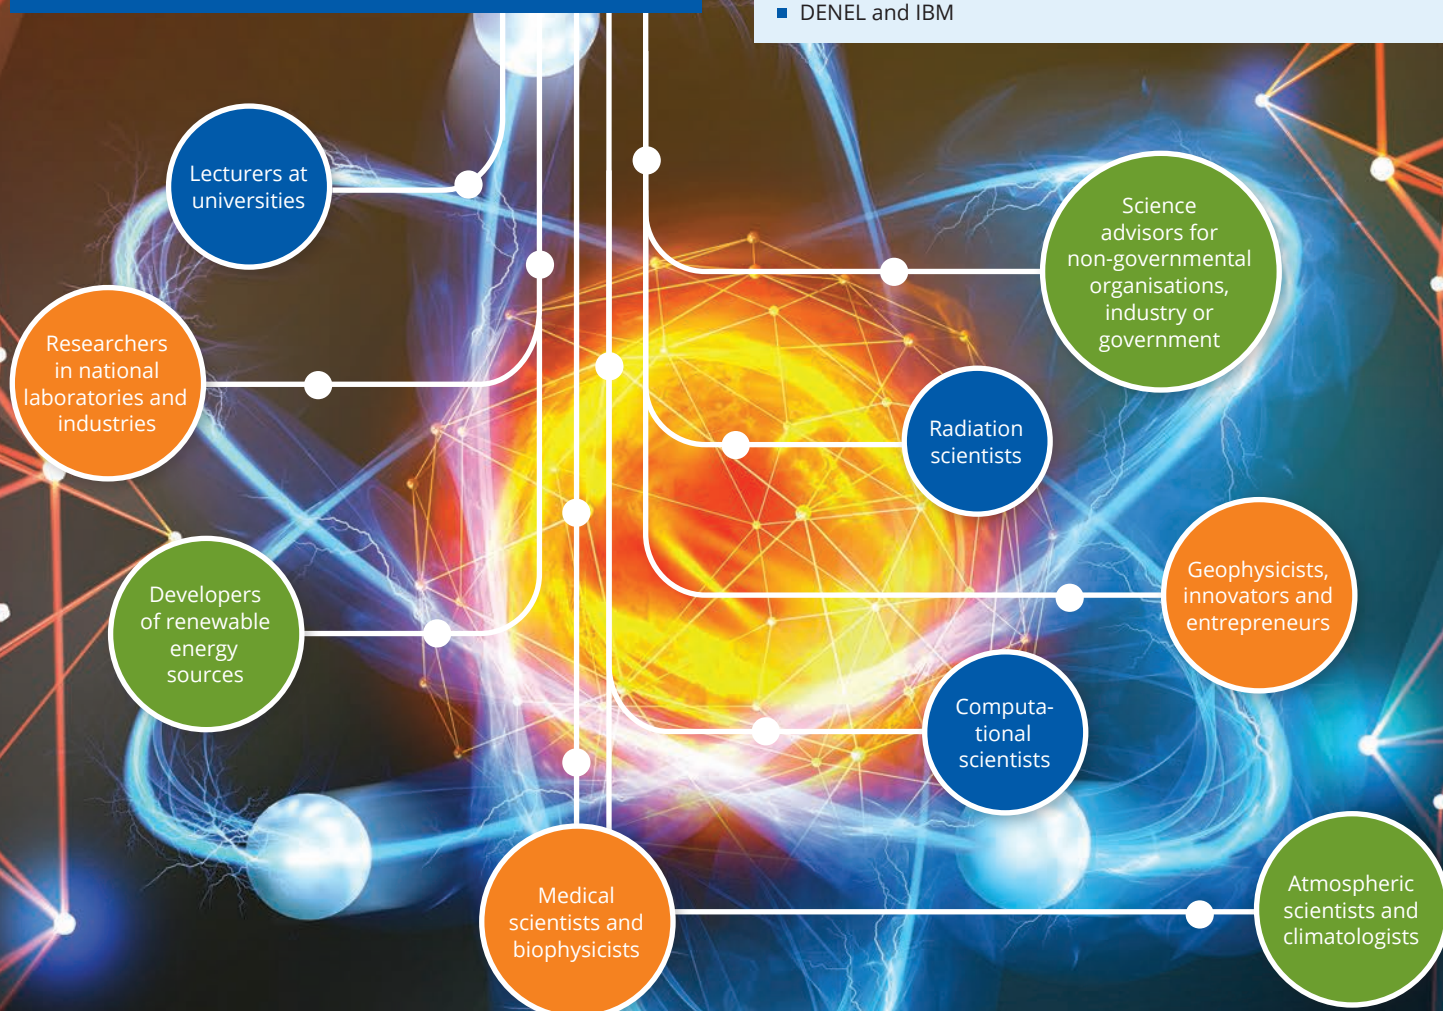 DENEL and IBM
Lecturers at
universities
Science
advisors for
non-governmental
organisations,
industry or
government
Researchers
in national
laboratories and
industries
Radiation
scientists
Developers
of renewable
energy
sources
Geophysicists,
innovators and
entrepreneurs
Computa-
tional
scientists
Medical
scientists and
biophysicists
Atmospheric
scientists and
climatologists